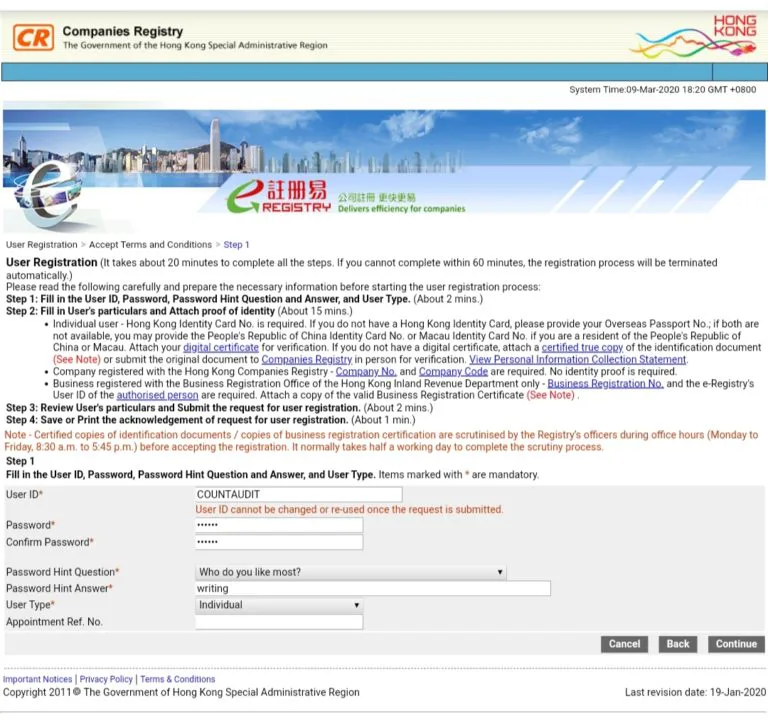 CR
Companies Registry
The Government of the Hong Kong Special Administrative Region
HONG
KONG
System Time:09-Mar-2020 18:20 GMT +0800
e 註冊易
REGISTRY
公司註冊 更快更易
Delivers efficiency for companies
User Registration > Accept Terms and Conditions > Step 1
User Registration (It takes about 20 minutes to complete all the steps. If you cannot complete within 60 minutes, the registration process will be terminated
automatically.)
Please read the following carefully and prepare the necessary information before starting the user registration process:
Step 1: Fill in the User ID, Password, Password Hint Question and Answer, and User Type. (About 2 mins.)
Step 2: Fill in User's particulars and Attach proof of identity (About 15 mins.)
• Individual user - Hong Kong Identity Card No. is required. If you do not have a Hong Kong Identity Card, please provide your Overseas Passport No.; if both are
not available, you may provide the People's Republic of China Identity Card No. or Macau Identity Card No. if you are a resident of the People's Republic of
China or Macau. Attach your digital certificate for verification. If you do not have a digital certificate, attach a certified true copy of the identification document
(See Note) or submit the original document to Companies Registry in person for verification. View Personal Information Collection Statement.
• Company registered with the Hong Kong Companies Registry - Company No. and Company Code are required. No identity proof is required.
• Business registered with the Business Registration Office of the Hong Kong Inland Revenue Department only - Business Registration No. and the e-Registry's
User ID of the authorised person are required. Attach a copy of the valid Business Registration Certificate (See Note) .
Step 3: Review User's particulars and Submit the request for user registration. (About 2 mins.)
Step 4: Save or Print the acknowledgement of request for user registration. (About 1 min.)
Note - Certified copies of identification documents / copies of business registration certification are scrutinised by the Registry's officers during office hours (Monday to
Friday, 8:30 a.m. to 5:45 p.m.) before accepting the registration. It normally takes half a working day to complete the scrutiny process.
Step 1
Fill in the User ID, Password, Password Hint Question and Answer, and User Type. Items marked with * are mandatory.
User ID* COUNTAUDIT
User ID cannot be changed or re-used once the request is submitted.
Password* ••••••
Confirm Password* ••••••
Password Hint Question* Who do you like most?
Password Hint Answer* writing
User Type* Individual
Appointment Ref. No.
Cancel Back Continue
Important Notices | Privacy Policy | Terms & Conditions
Copyright 2011© The Government of Hong Kong Special Administrative Region Last revision date: 19-Jan-2020